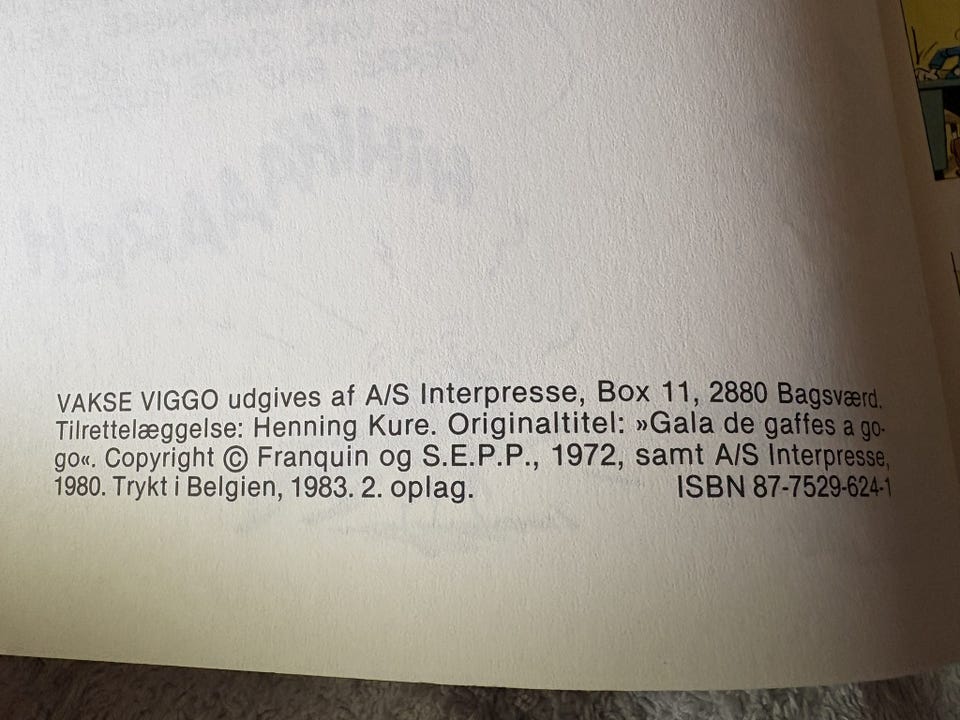 VAKSE VIGGO udgives af A/S Interpresse, Box 11, 2880 Bagsværd.
Tilrettelæggelse: Henning Kure. Originaltitel: »Gala de gaffes a go-
go«. Copyright © Franquin og S.E.P.P., 1972, samt A/S Interpresse,
1980. Trykt i Belgien, 1983. 2. oplag. ISBN 87-7529-624-1